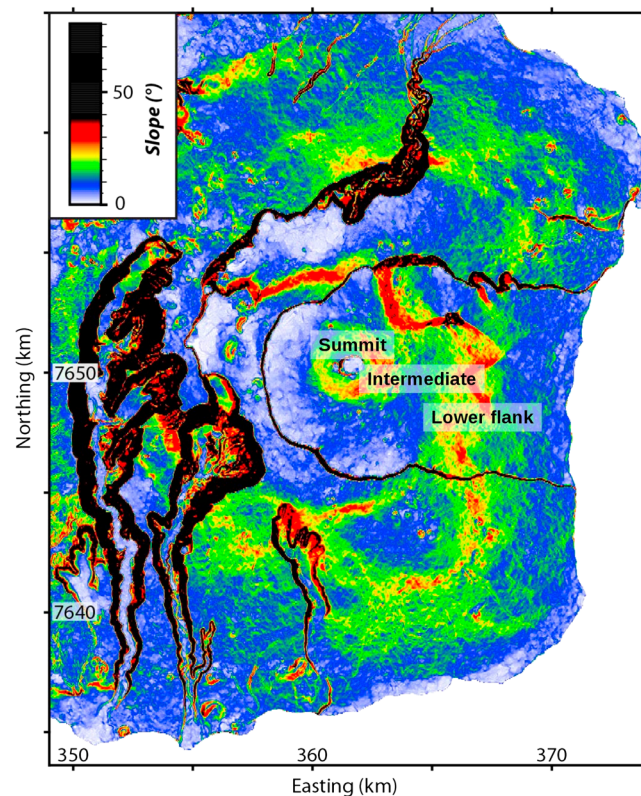 50
0
Slope (°)
Summit
Intermediate
Lower flank
7650
7640
Northing (km)
350
360
370
Easting (km)